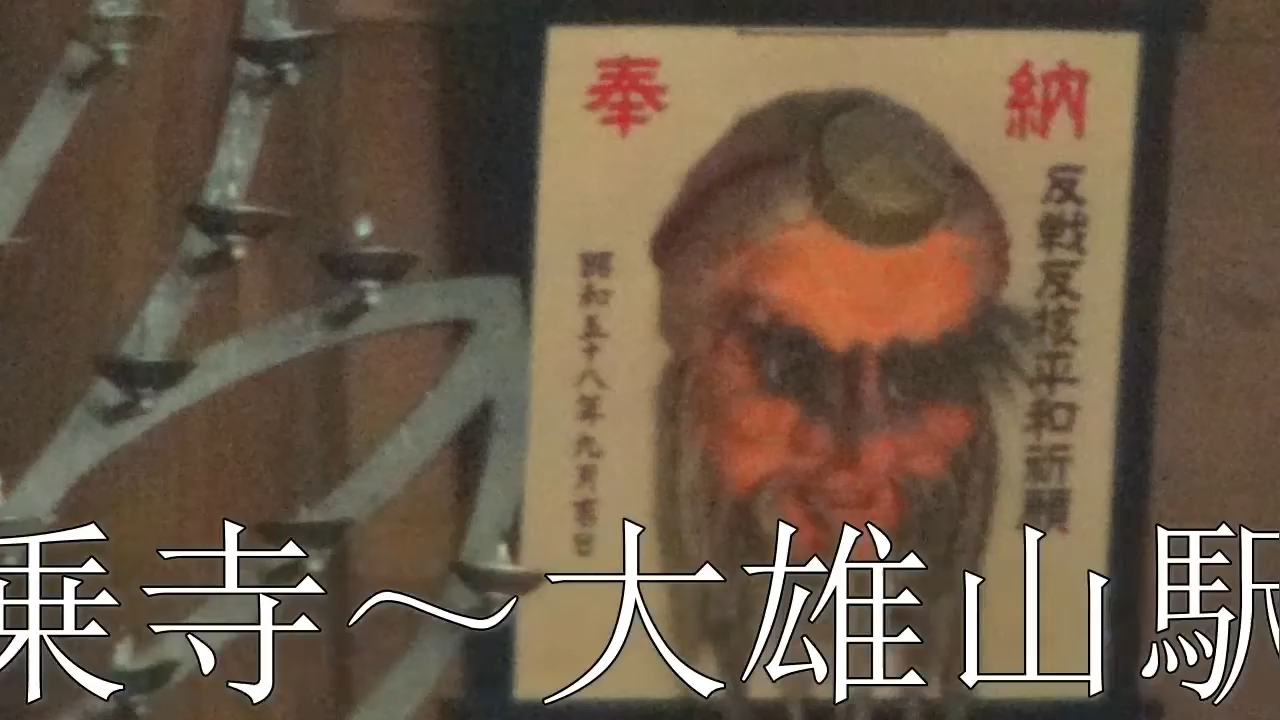 奉納
反戦反核平和祈願
昭和五十八年九月吉日
乗寺～大雄山駅